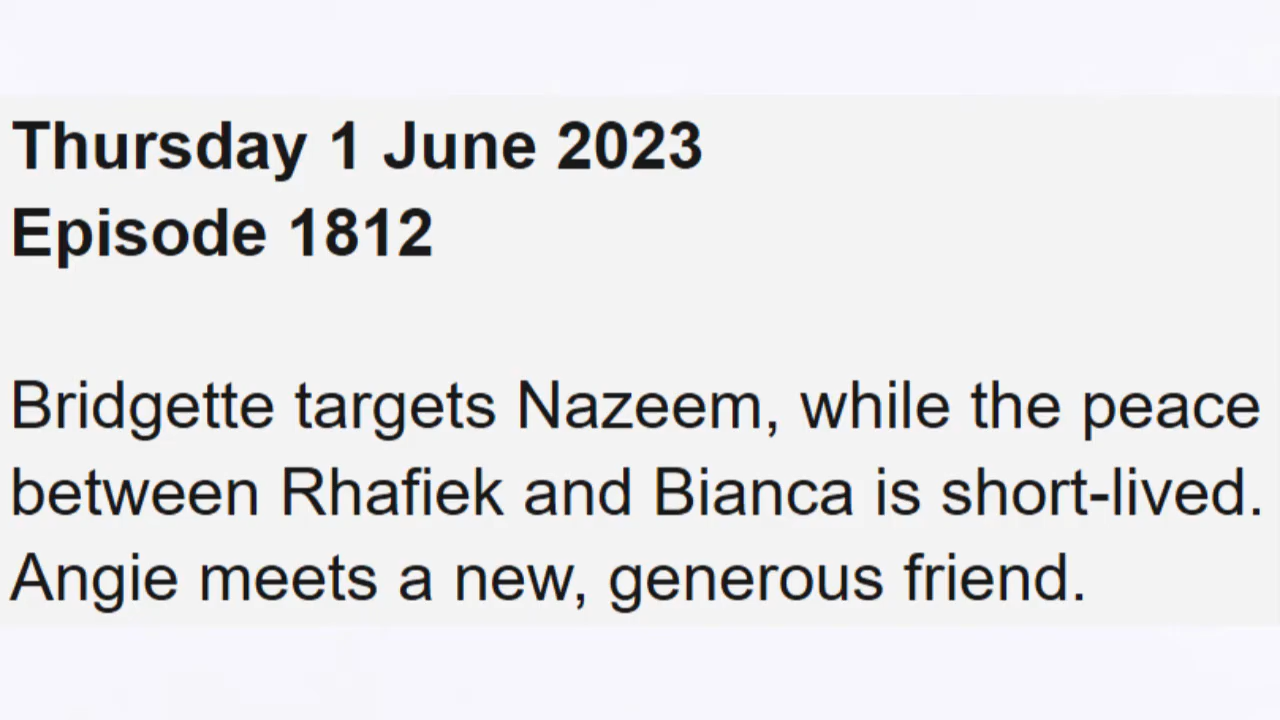 Thursday 1 June 2023
Episode 1812
Bridgette targets Nazeem, while the peace
between Rhafiek and Bianca is short-lived.
Angie meets a new, generous friend.